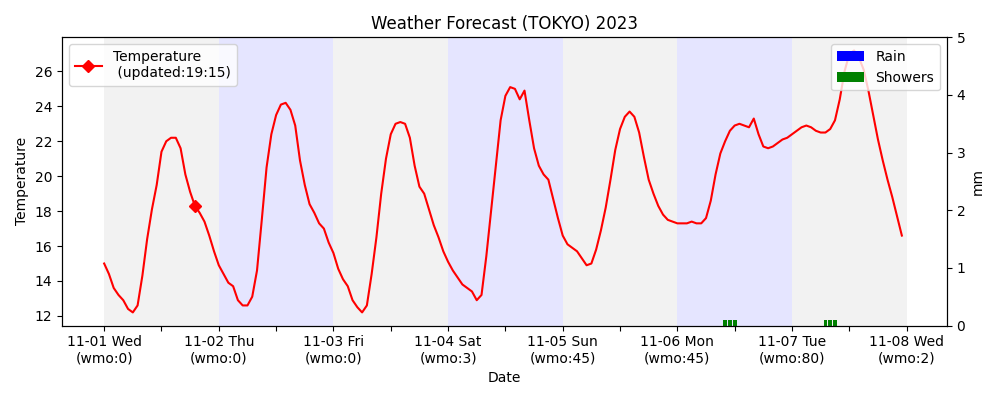 Weather Forecast (TOKYO) 2023
Temperature
(updated:19:15)
Rain
Showers
Temperature
26
24
22
20
18
16
14
12
5
4
3
2
1
0
mm
11-01 Wed
(wmo:0)
11-02 Thu
(wmo:0)
11-03 Fri
(wmo:0)
11-04 Sat
(wmo:3)
11-05 Sun
(wmo:45)
11-06 Mon
(wmo:45)
11-07 Tue
(wmo:80)
11-08 Wed
(wmo:2)
Date